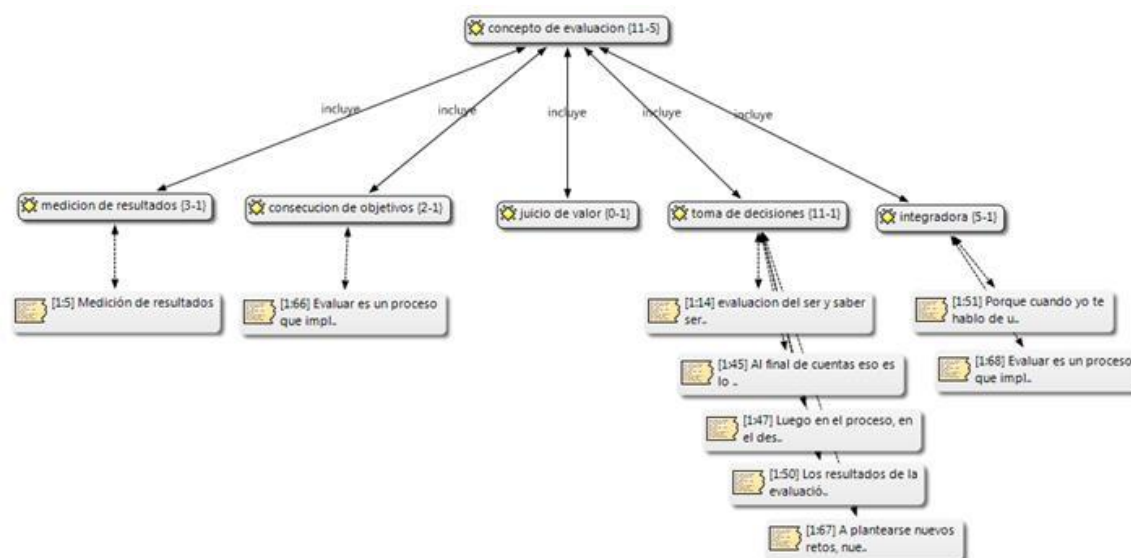 concepto de evaluacion {11-5}
incluye
incluye
incluye
incluye
incluye
medicion de resultados {3-1}
consecucion de objetivos {2-1}
juicio de valor {0-1}
toma de decisiones {11-1}
integradora {5-1}
[1:5] Medición de resultados
[1:66] Evaluar es un proceso
que impl..
[1:14] evaluacion del ser y saber
ser..
[1:51] Porque cuando yo te
hablo de u..
[1:45] Al final de cuentas eso es
lo ..
[1:68] Evaluar es un proceso
que impl..
[1:47] Luego en el proceso, en
el des..
[1:50] Los resultados de la
evaluació..
[1:67] A plantearse nuevos
retos, nue..